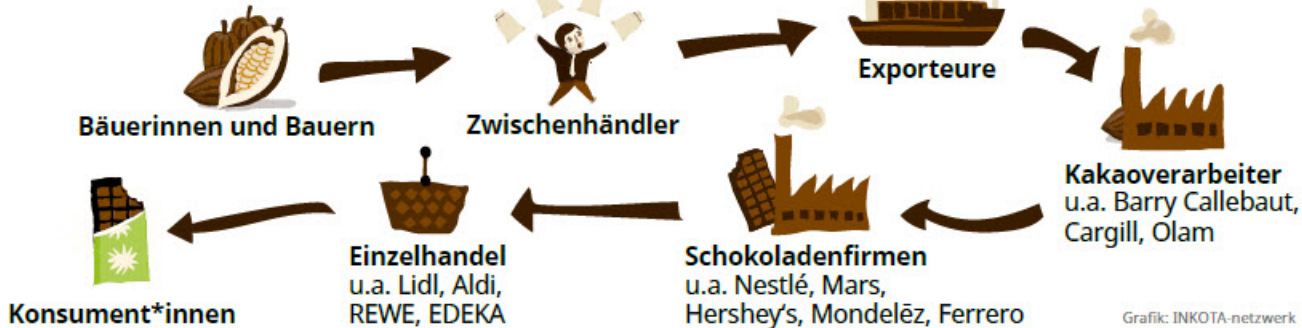 Bäuerinnen und Bauern
Zwischenhändler
Exporteure
Kakaoverarbeiter
u.a. Barry Callebaut,
Cargill, Olam
Schokoladenfirmen
u.a. Nestlé, Mars,
Hershey's, Mondelēz, Ferrero
Einzelhandel
u.a. Lidl, Aldi,
REWE, EDEKA
Konsument*innen
Grafik: INKOTA-netzwerk